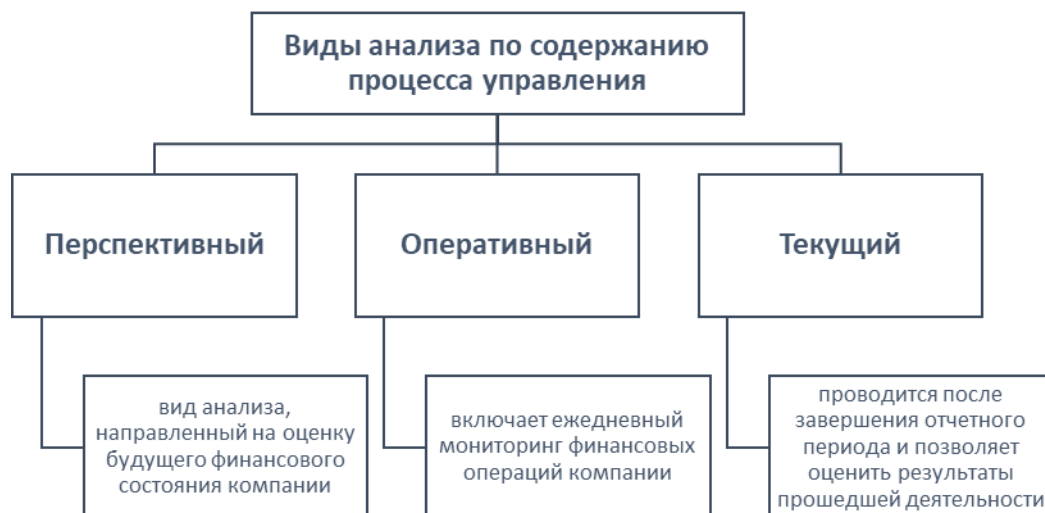 Виды анализа по содержанию
процесса управления
Перспективный
Оперативный
Текущий
вид анализа,
направленный на оценку
будущего финансового
состояния компании
включает ежедневный
мониторинг финансовых
операций компании
проводится после
завершения отчетного
периода и позволяет
оценить результаты
прошедшей деятельности